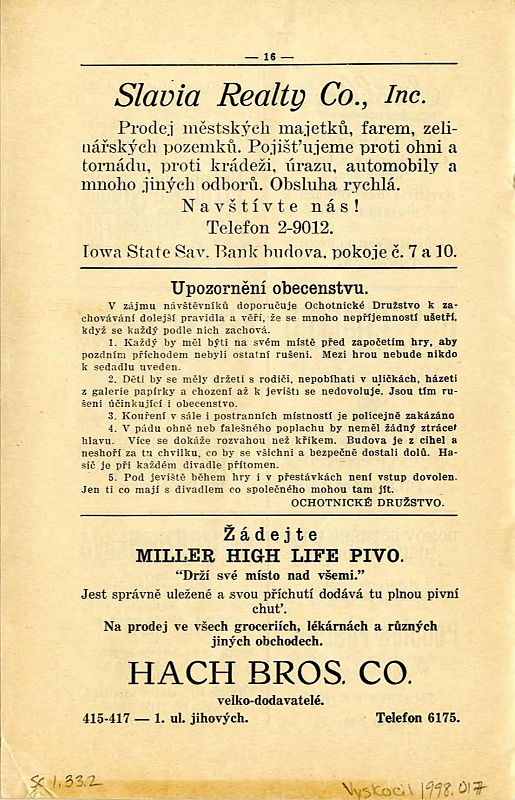 — 16 —
Slavia Realty Co., Inc.
Prodej městských majetků, farem, zeli-
nářských pozemků. Pojišt'ujeme proti ohni a
tornádu, proti krádeži, úrazu, automobily a
mnoho jiných odborů. Obsluha rychlá.
Navštívte nás!
Telefon 2-9012.
Iowa State Sav. Bank budova, pokoje č. 7 a 10.
Upozornění obecenstvu.
V zájmu návštěvníků doporučuje Ochotnické Družstvo k za-
chovávání dolejší pravidla a věří, že se mnoho nepříjemností ušetří,
když se každý podle nich zachová.
1. Každý by měl býti na svém místě před započetím hry, aby
pozdním příchodem nebyli ostatní rušeni. Mezi hrou nebude nikdo
k sedadlu uveden.
2. Děti by se měly držeti s rodiči, nepobíhati v uličkách, házeti
z galerie papírky a chození až k jevišti se nedovoluje. Jsou tím ru-
šeni účinkující i obecenstvo.
3. Kouření v sále i postranních místností je policejně zakázáno
4. V pádu ohně neb falešného poplachu by neměl žádný ztrácet
hlavu. Více se dokáže rozvahou než křikem. Budova je z cihel a
neshoří za tu chvilku, co by se všichni a bezpečně dostali dolů. Ha-
sič je při každém divadle přítomen.
5. Pod jeviště během hry i v přestávkách není vstup dovolen.
Jen ti co mají s divadlem co společného mohou tam jít.
OCHOTNICKÉ DRUŽSTVO.
Žádejte
MILLER HIGH LIFE PIVO.
"Drží své místo nad všemi."
Jest správně uležené a svou příchutí dodává tu plnou pivní
chut'.
Na prodej ve všech groceriích, lékárnách a různých
jiných obchodech.
HACH BROS. CO.
velko-dodavatelé.
415-417 — 1. ul. jihových. Telefon 6175.
SC 1.33.2
Vyskocil 1998.017